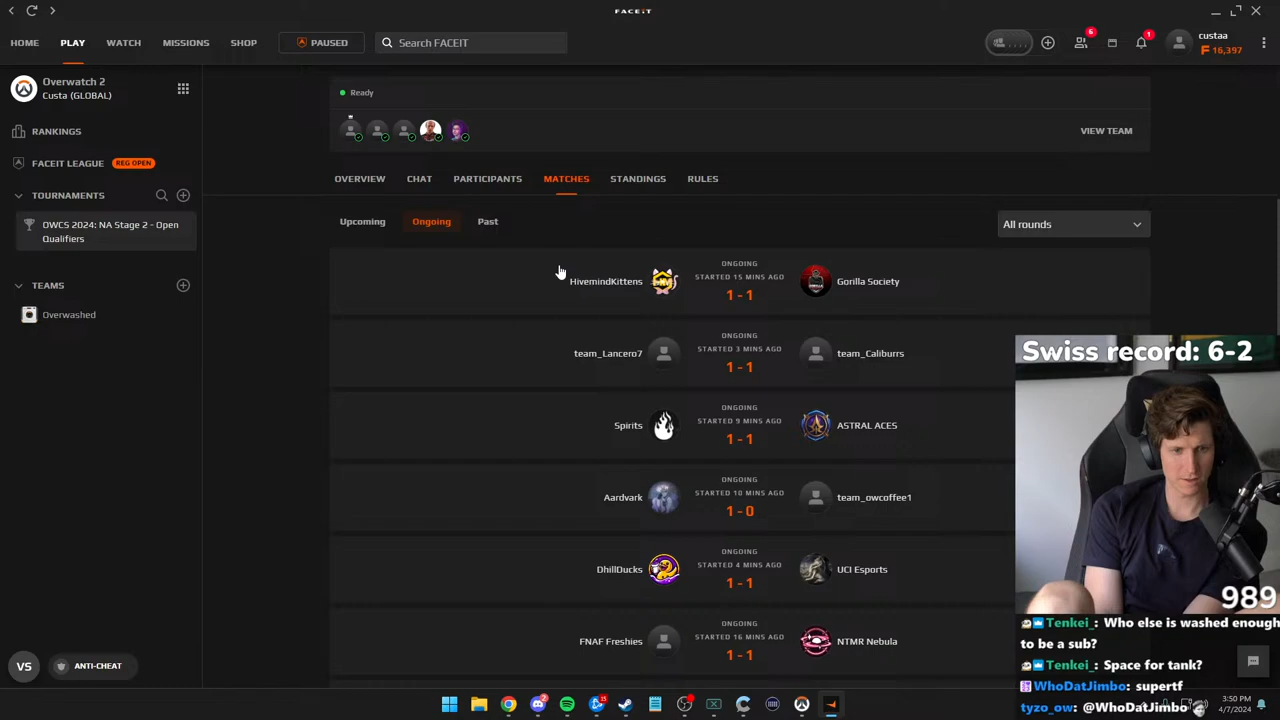 FACEIT
HOME
PLAY
WATCH
MISSIONS
SHOP
PAUSED
Search FACEIT
6
1
custaa
16,397
Overwatch 2
Custa (GLOBAL)
RANKINGS
FACEIT LEAGUE REG OPEN
TOURNAMENTS
OWCS 2024: NA Stage 2 - Open
Qualifiers
TEAMS
Overwashed
VS
ANTI-CHEAT
Ready
VIEW TEAM
OVERVIEW
CHAT
PARTICIPANTS
MATCHES
STANDINGS
RULES
Upcoming
Ongoing
Past
All rounds
ONGOING
STARTED 15 MINS AGO
HivemindKittens
1 - 1
Gorilla Society
ONGOING
STARTED 3 MINS AGO
team_Lancero7
1 - 1
team_Caliburrs
ONGOING
STARTED 9 MINS AGO
Spirits
1 - 1
ASTRAL ACES
ONGOING
STARTED 10 MINS AGO
Aardvark
1 - 0
team_owcoffee1
ONGOING
STARTED 4 MINS AGO
DhillDucks
1 - 1
UCI Esports
ONGOING
STARTED 16 MINS AGO
FNAF Freshies
1 - 1
NTMR Nebula
Swiss record: 6-2
989
Tenkei_: Who else is washed enough
to be a sub?
Tenkei_: Space for tank?
WhoDatJimbo: supertf
tyzo_ow: @WhoDatJimbo
3:50 PM
4/7/2024